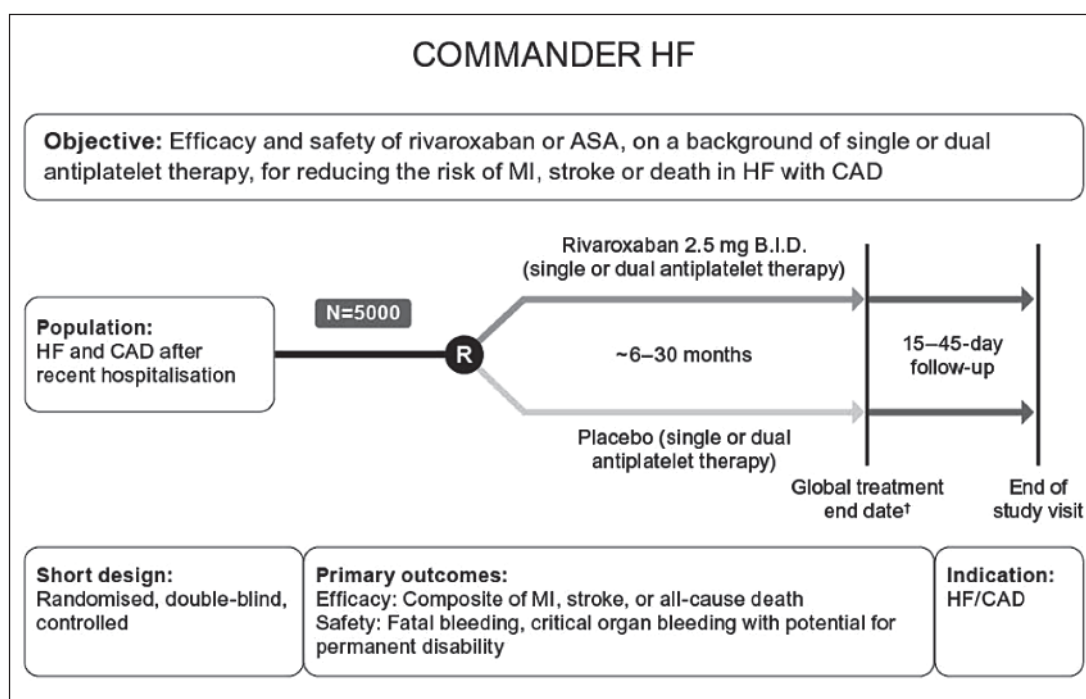 COMMANDER HF
Objective: Efficacy and safety of rivaroxaban or ASA, on a background of single or dual
antiplatelet therapy, for reducing the risk of MI, stroke or death in HF with CAD
Population:
HF and CAD after
recent hospitalisation
N=5000
R
Rivaroxaban 2.5 mg B.I.D.
(single or dual antiplatelet therapy)
~6–30 months
Placebo (single or dual
antiplatelet therapy)
15–45-day
follow-up
Global treatment
end date†
End of
study visit
Short design:
Randomised, double-blind,
controlled
Primary outcomes:
Efficacy: Composite of MI, stroke, or all-cause death
Safety: Fatal bleeding, critical organ bleeding with potential for
permanent disability
Indication:
HF/CAD